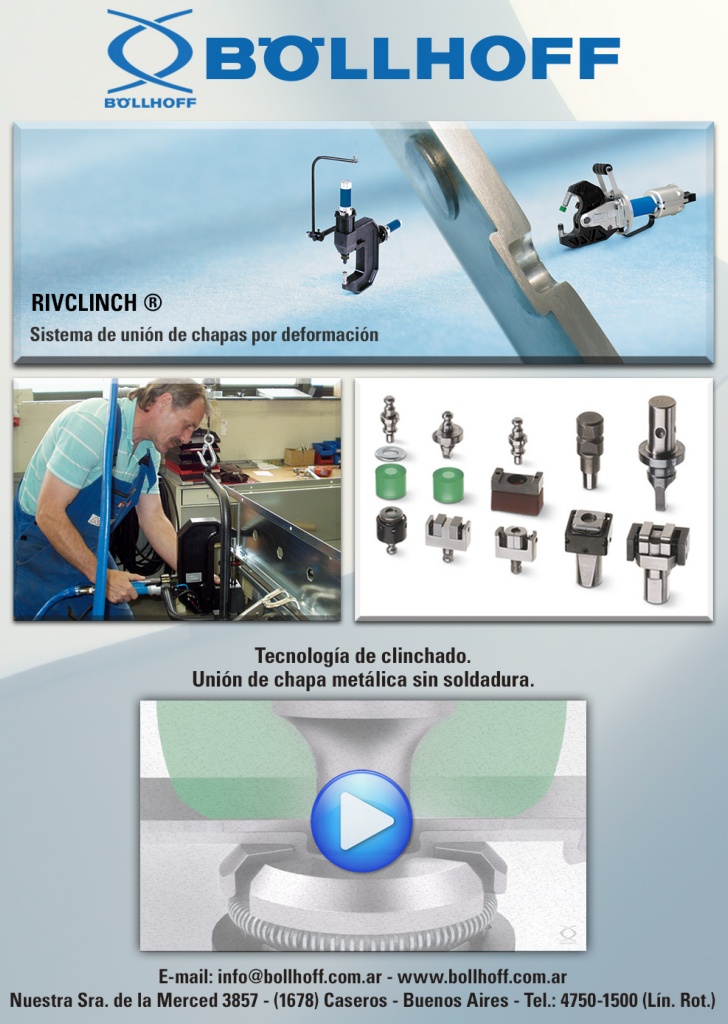 BÖLLHOFF
BÖLLHOFF
RIVCLINCH ®
Sistema de unión de chapas por deformación
Tecnología de clinchado.
Unión de chapa metálica sin soldadura.
E-mail: info@bollhoff.com.ar - www.bollhoff.com.ar
Nuestra Sra. de la Merced 3857 - (1678) Caseros - Buenos Aires - Tel.: 4750-1500 (Lín. Rot.)